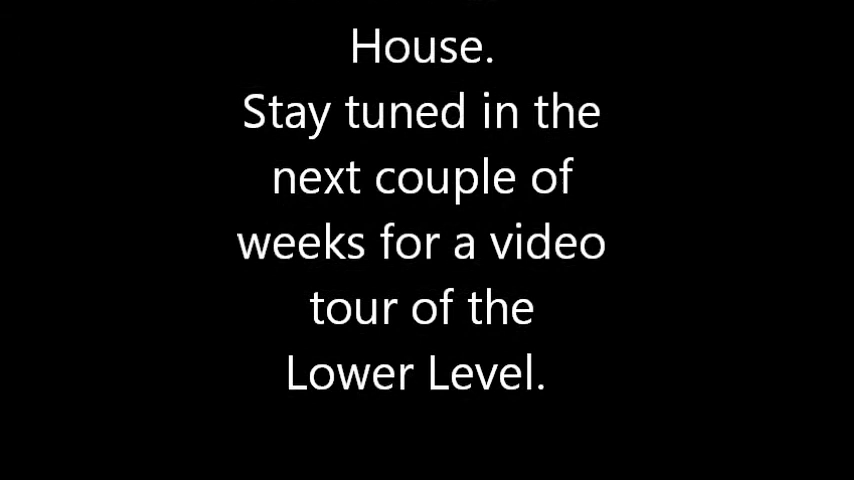 House.
Stay tuned in the
next couple of
weeks for a video
tour of the
Lower Level.